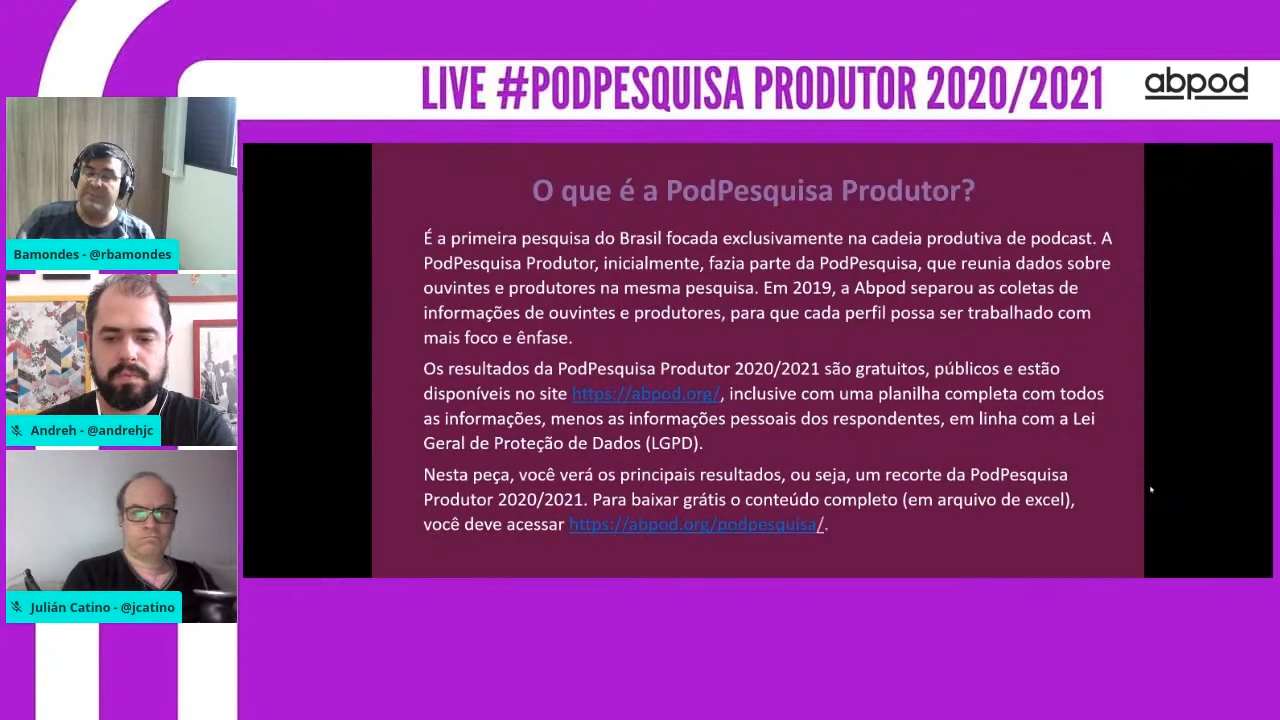 LIVE #PODPESQUISA PRODUTOR 2020/2021
abpod
Bamondes - @rbamondes
Andreh - @andrehjc
Julián Catino - @jcatino
O que é a PodPesquisa Produtor?
É a primeira pesquisa do Brasil focada exclusivamente na cadeia produtiva de podcast. A
PodPesquisa Produtor, inicialmente, fazia parte da PodPesquisa, que reunia dados sobre
ouvintes e produtores na mesma pesquisa. Em 2019, a Abpod separou as coletas de
informações de ouvintes e produtores, para que cada perfil possa ser trabalhado com
mais foco e ênfase.
Os resultados da PodPesquisa Produtor 2020/2021 são gratuitos, públicos e estão
disponíveis no site https://abpod.org/, inclusive com uma planilha completa com todos
as informações, menos as informações pessoais dos respondentes, em linha com a Lei
Geral de Proteção de Dados (LGPD).
Nesta peça, você verá os principais resultados, ou seja, um recorte da PodPesquisa
Produtor 2020/2021. Para baixar grátis o conteúdo completo (em arquivo de excel),
você deve acessar https://abpod.org/podpesquisa/.